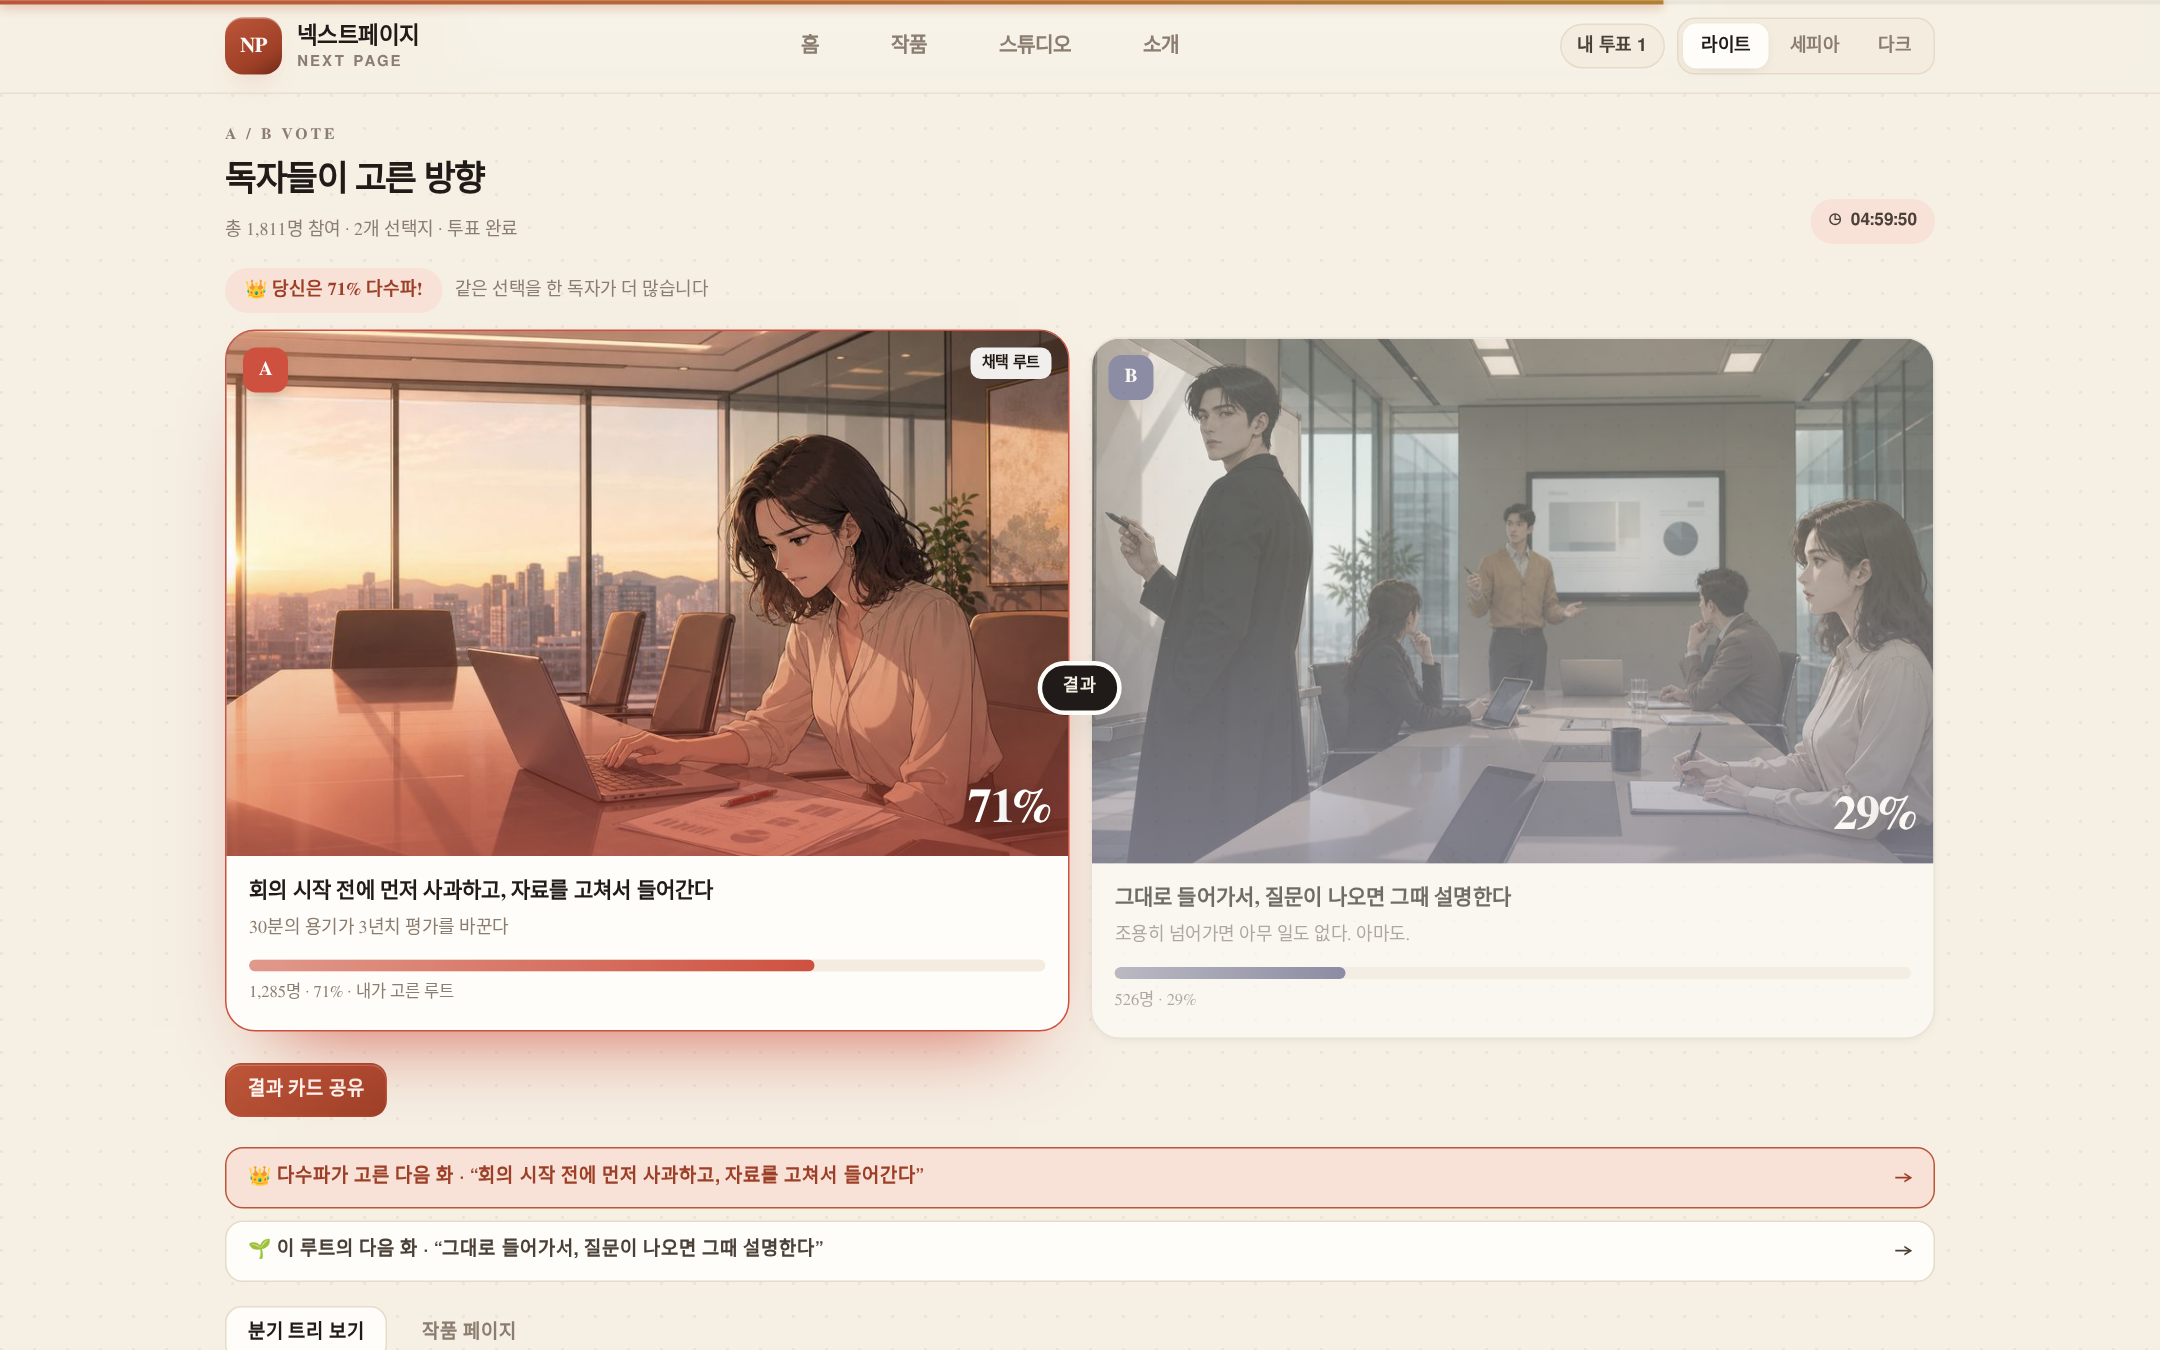 NP
넥스트페이지
NEXT PAGE
홈
작품
스튜디오
소개
내 투표 1
라이트
세피아
다크
A / B VOTE
독자들이 고른 방향
총 1,811명 참여 · 2개 선택지 · 투표 완료
04:59:50
👑 당신은 71% 다수파!
같은 선택을 한 독자가 더 많습니다
A
채택 루트
71%
회의 시작 전에 먼저 사과하고, 자료를 고쳐서 들어간다
30분의 용기가 3년치 평가를 바꾼다
1,285명 · 71% · 내가 고른 루트
결과
B
29%
그대로 들어가서, 질문이 나오면 그때 설명한다
조용히 넘어가면 아무 일도 없다. 아마도.
526명 · 29%
결과 카드 공유
👑 다수파가 고른 다음 화 · “회의 시작 전에 먼저 사과하고, 자료를 고쳐서 들어간다” →
🌱 이 루트의 다음 화 · “그대로 들어가서, 질문이 나오면 그때 설명한다” →
분기 트리 보기
작품 페이지